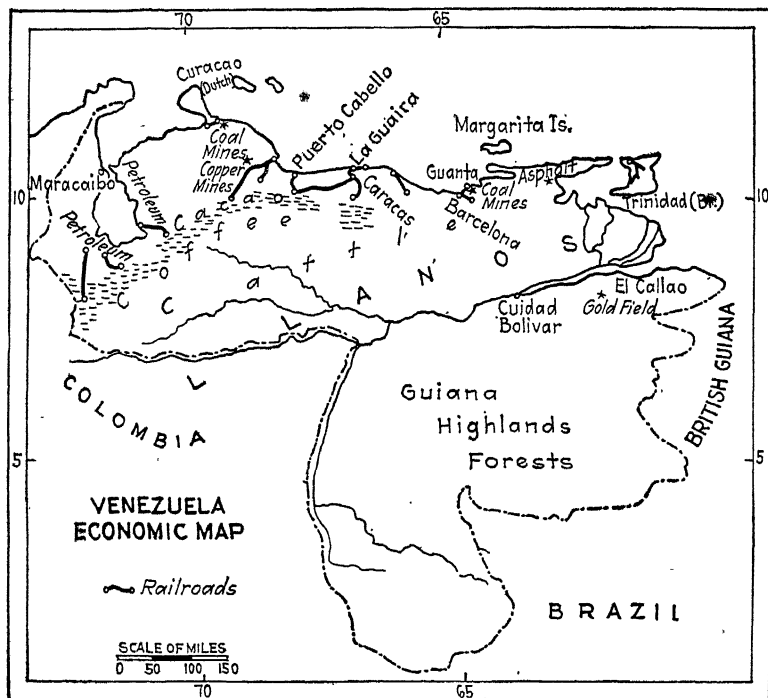 70
65
Curacao
(Dutch)
Coal
Mines
Copper
Mines
Puerto Cabello
La Guaira
Caracas
Margarita Is.
Guanta
Asphalt
Coal
Mines
Barcelona
Trinidad (Br.)
10
Maracaibo
10
Petroleum
Petroleum
Cacao
Coffee
Cattle
LLANOS
El Callao
Gold Field
Cuidad
Bolivar
COLOMBIA
BRITISH GUIANA
Guiana
Highlands
Forests
5
5
VENEZUELA
ECONOMIC MAP
Railroads
BRAZIL
SCALE OF MILES
0 50 100 150
70
65